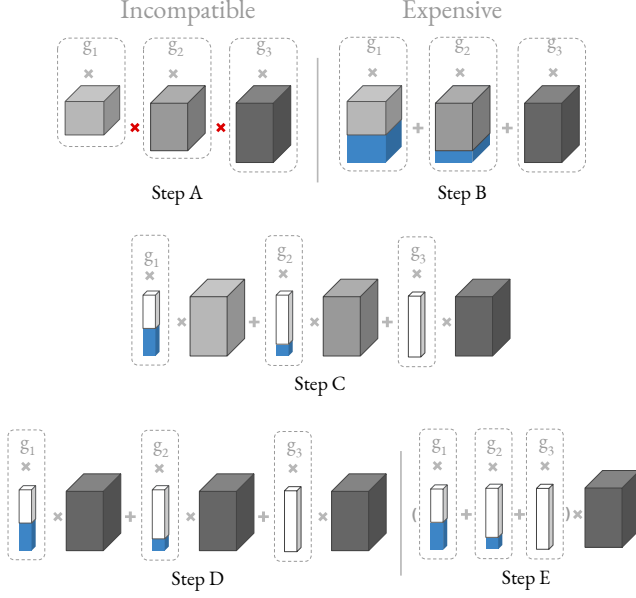 Incompatible Expensive
g1 g2 g3 g1 g2 g3
× × × × × ×
× × + +
Step A Step B
g1 g2 g3
× × ×
× + × + ×
Step C
g1 g2 g3 g1 g2 g3
× × × × × ×
× + × + × ( + + ) ×
Step D Step E